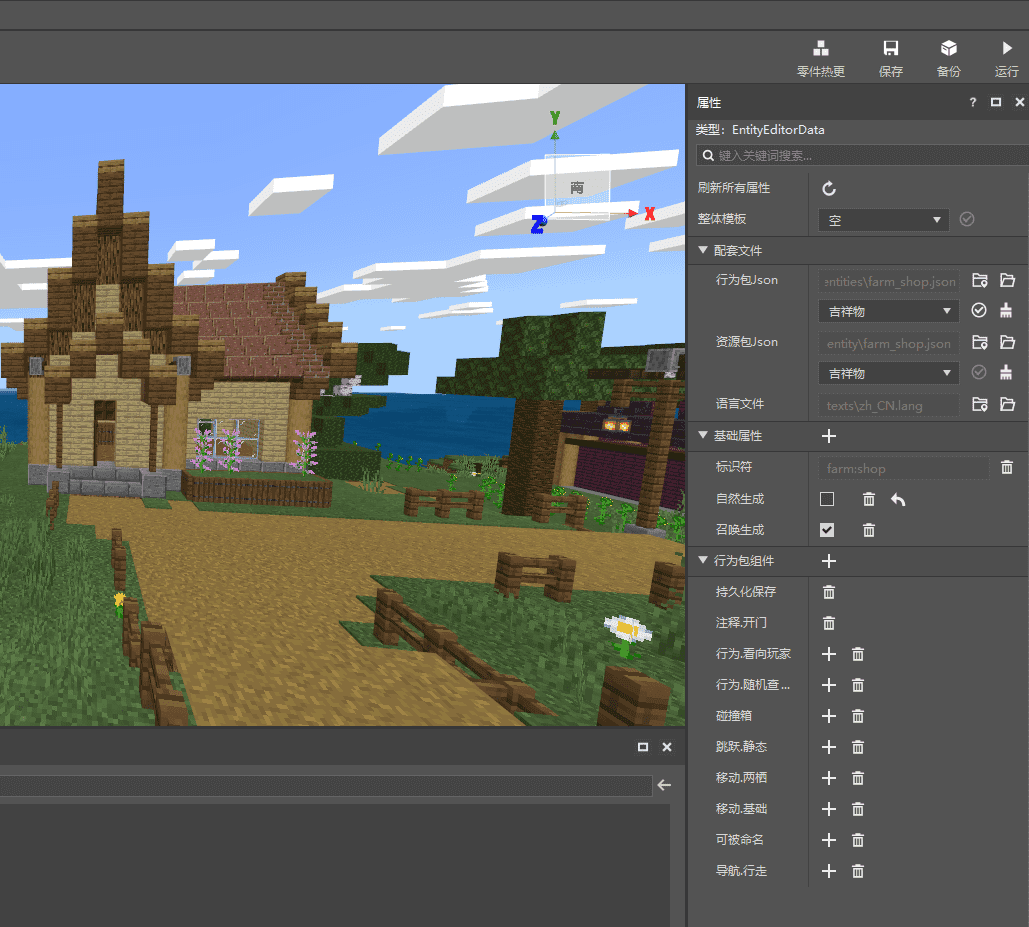 零件热更 保存 备份 运行
属性 ?
类型: EntityEditorData
键入关键词搜索...
刷新所有属性
整体模板 空
配套文件
行为包Json entities\farm_shop.json
吉祥物
资源包Json entity\farm_shop.json
吉祥物
语言文件 texts\zh_CN.lang
基础属性
标识符 farm:shop
自然生成
召唤生成
行为包组件
持久化保存
注释.开门
行为.看向玩家
行为.随机查...
碰撞箱
跳跃.静态
移动.两栖
移动.基础
可被命名
导航.行走
Y
南
X
Z